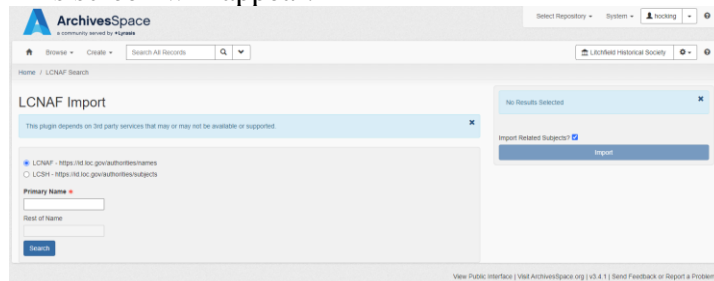 ArchivesSpace
a community served by Lyrasis
Select Repository System hocking
Browse Create Search All Records
Litchfield Historical Society
Home / LCNAF Search
LCNAF Import
This plugin depends on 3rd party services that may or may not be available or supported.
LCNAF - https://id.loc.gov/authorities/names
LCSH - https://id.loc.gov/authorities/subjects
Primary Name *
Rest of Name
Search
No Results Selected
Import Related Subjects?
Import
View Public Interface | Visit ArchivesSpace.org | v3.4.1 | Send Feedback or Report a Problem